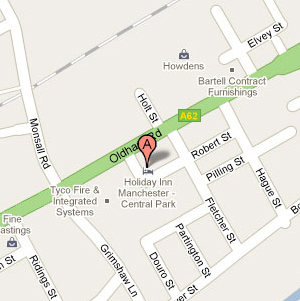 Elvey St
Howdens
Bartell Contract
Furnishings
Holt St
A62
Monsall Rd
Oldham Rd
A
Robert St
Pilling St
Holiday Inn
Manchester -
Central Park
Tyco Fire &
Integrated
Systems
Hague St
Fletcher St
Fine
Grimshaw Ln
Partington St
Douro St
Ridings St
St
St